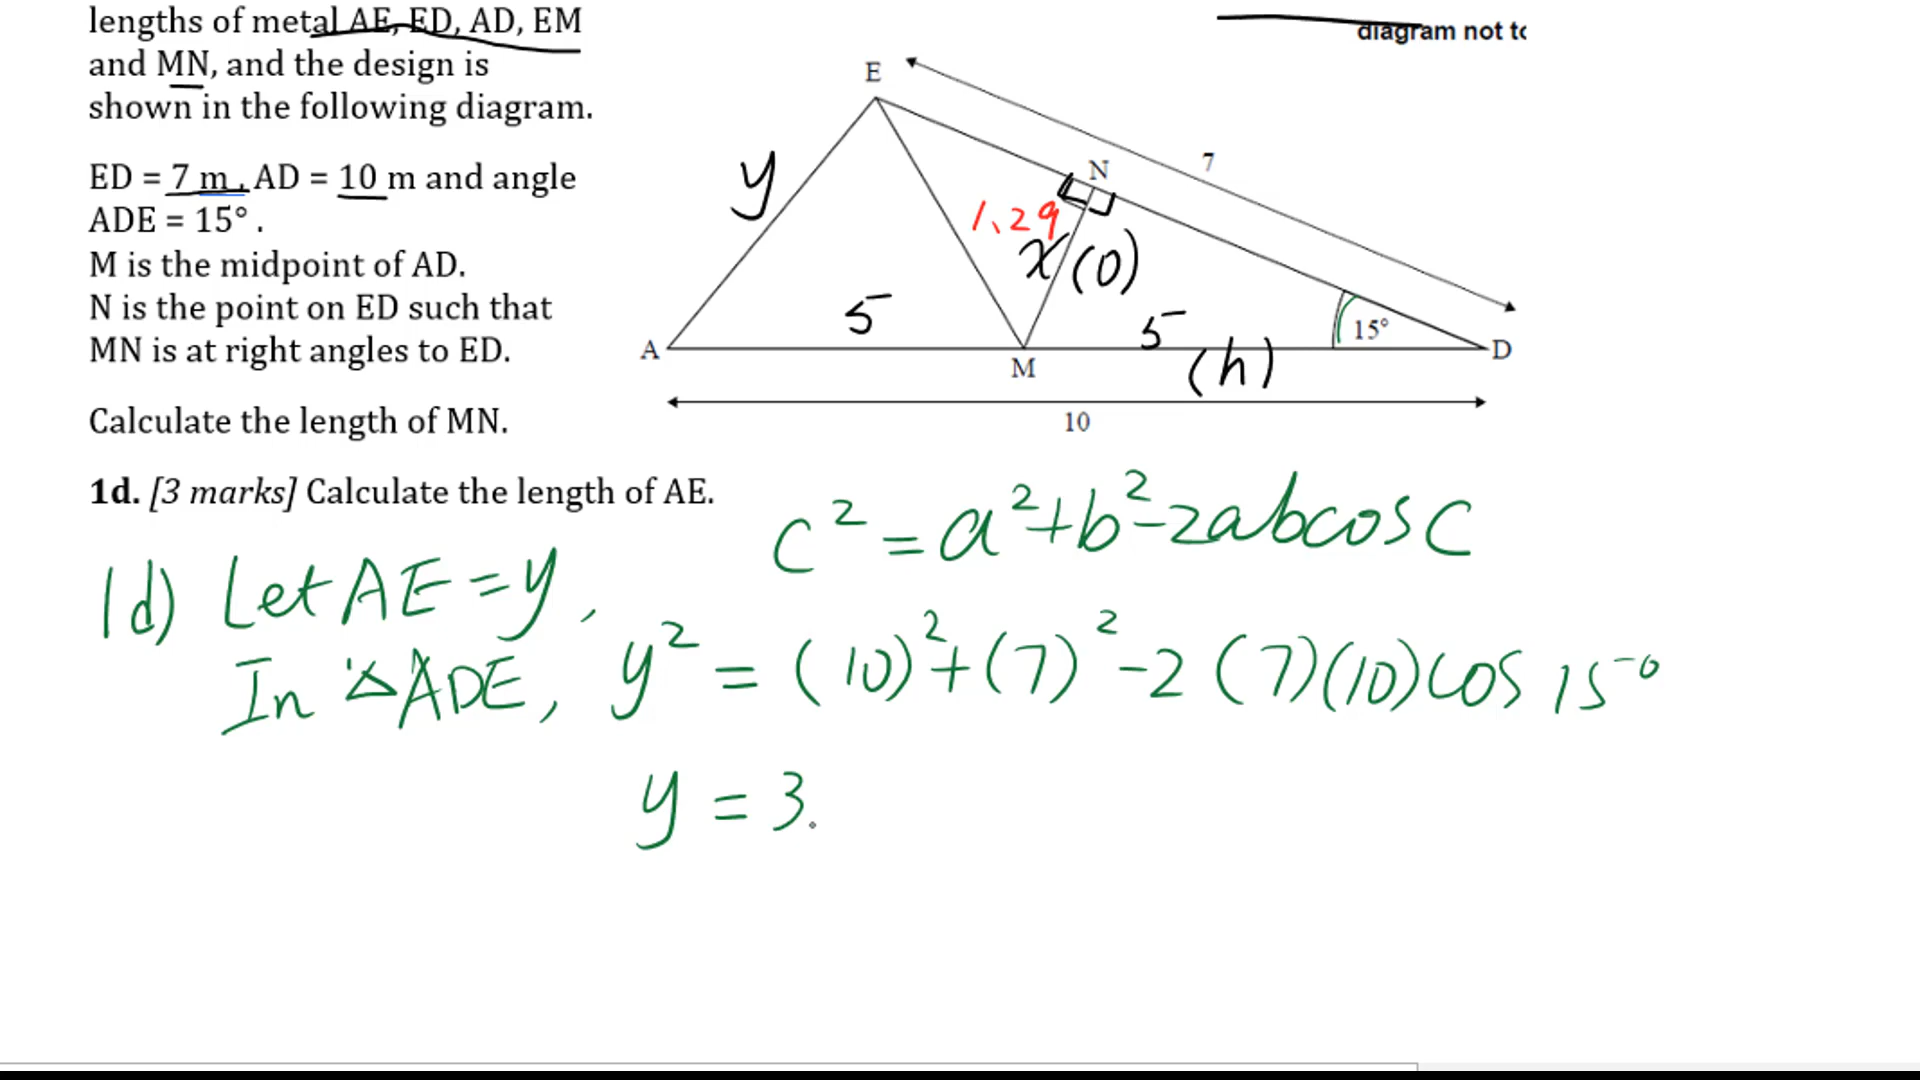 lengths of metal AE, ED, AD, EM
and MN, and the design is
shown in the following diagram.
diagram not to
E
7
N
y
1.29
x (0)
5
5
(h)
15°
A
M
D
10
ED = 7 m , AD = 10 m and angle
ADE = 15° .
M is the midpoint of AD.
N is the point on ED such that
MN is at right angles to ED.
Calculate the length of MN.
1d. [3 marks] Calculate the length of AE.
c² = a² + b² - 2ab cos C
1d) Let AE = y,
In △ADE, y² = (10)² + (7)² - 2 (7)(10) cos 15°
y = 3.